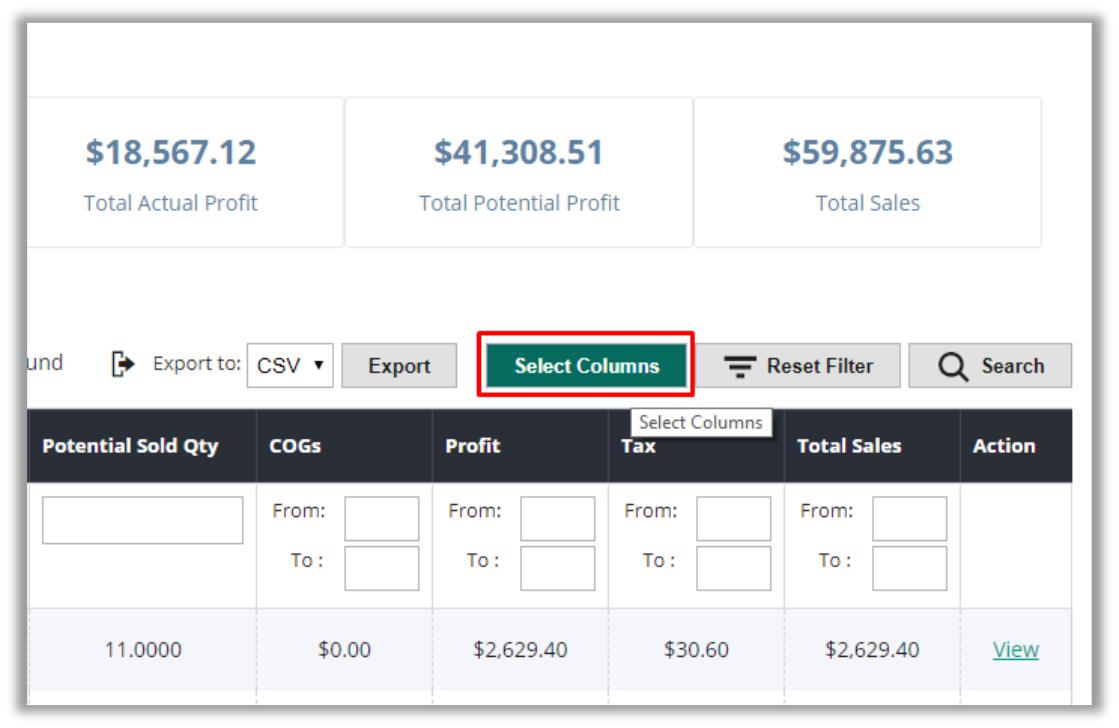 $18,567.12 $41,308.51 $59,875.63
Total Actual Profit Total Potential Profit Total Sales
und Export to: CSV Export Select Columns Reset Filter Search
Select Columns
Potential Sold Qty COGs Profit Tax Total Sales Action
From: From: From: From:
To : To : To : To :
11.0000 $0.00 $2,629.40 $30.60 $2,629.40 View